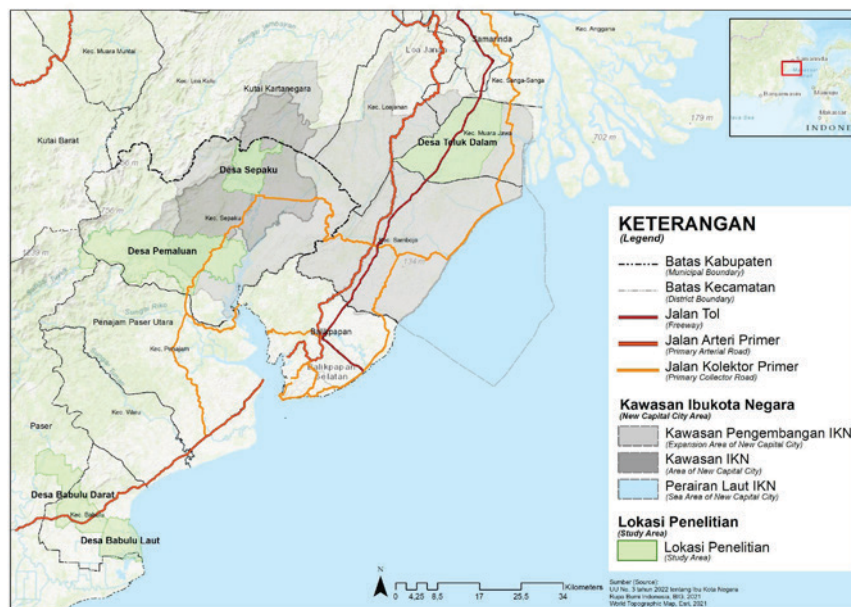 Kec. Muara Muntai
Kec. Anggana
Samarinda
Loa Janan
Kec. Loa Kulu
Kec. Sanga-Sanga
Kutai Kartanegara
Kec. Loajanan
Kec. Muara Jawa
Desa Teluk Dalam
Kutai Barat
Desa Sepaku
Kec. Sepaku
Kec. Samboja
Desa Pemaluan
Penajam Paser Utara
Balikpapan
Kec. Penajam
Balikpapan
Selatan
Kec. Waru
Paser
Desa Babulu Darat
Kec. Babulu
Desa Babulu Laut
179 m
702 m
134 m
Samarinda
Banjarmasin
Makassar
INDONE
KETERANGAN
(Legend)
Batas Kabupaten
(Municipal Boundary)
Batas Kecamatan
(District Boundary)
Jalan Tol
(Freeway)
Jalan Arteri Primer
(Primary Arterial Road)
Jalan Kolektor Primer
(Primary Collector Road)
Kawasan Ibukota Negara
(New Capital City Area)
Kawasan Pengembangan IKN
(Expansion Area of New Capital City)
Kawasan IKN
(Area of New Capital City)
Perairan Laut IKN
(Sea Area of New Capital City)
Lokasi Penelitian
(Study Area)
Lokasi Penelitian
(Study Area)
N
0 4,25 8,5 17 25,5 34
Kilometers
Sumber (Source):
UU No. 3 tahun 2022 tentang Ibu Kota Negara
Rupa Bumi Indonesia, BIG, 2021
World Topographic Map, Esri, 2021